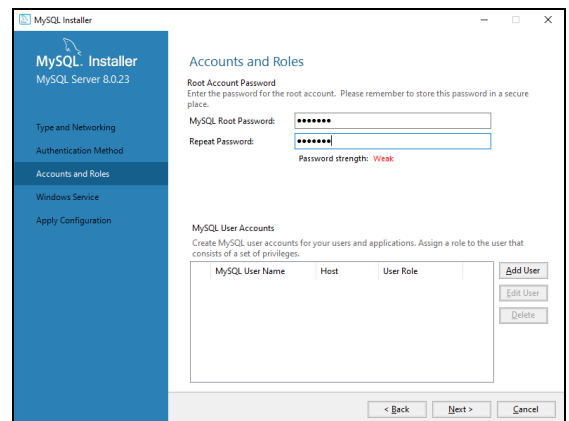 MySQL Installer
MySQL. Installer
MySQL Server 8.0.23
Type and Networking
Authentication Method
Accounts and Roles
Windows Service
Apply Configuration
Accounts and Roles
Root Account Password
Enter the password for the root account. Please remember to store this password in a secure
place.
MySQL Root Password: •••••••
Repeat Password: •••••••
Password strength: Weak
MySQL User Accounts
Create MySQL user accounts for your users and applications. Assign a role to the user that
consists of a set of privileges.
MySQL User Name Host User Role
Add User
Edit User
Delete
< Back Next > Cancel